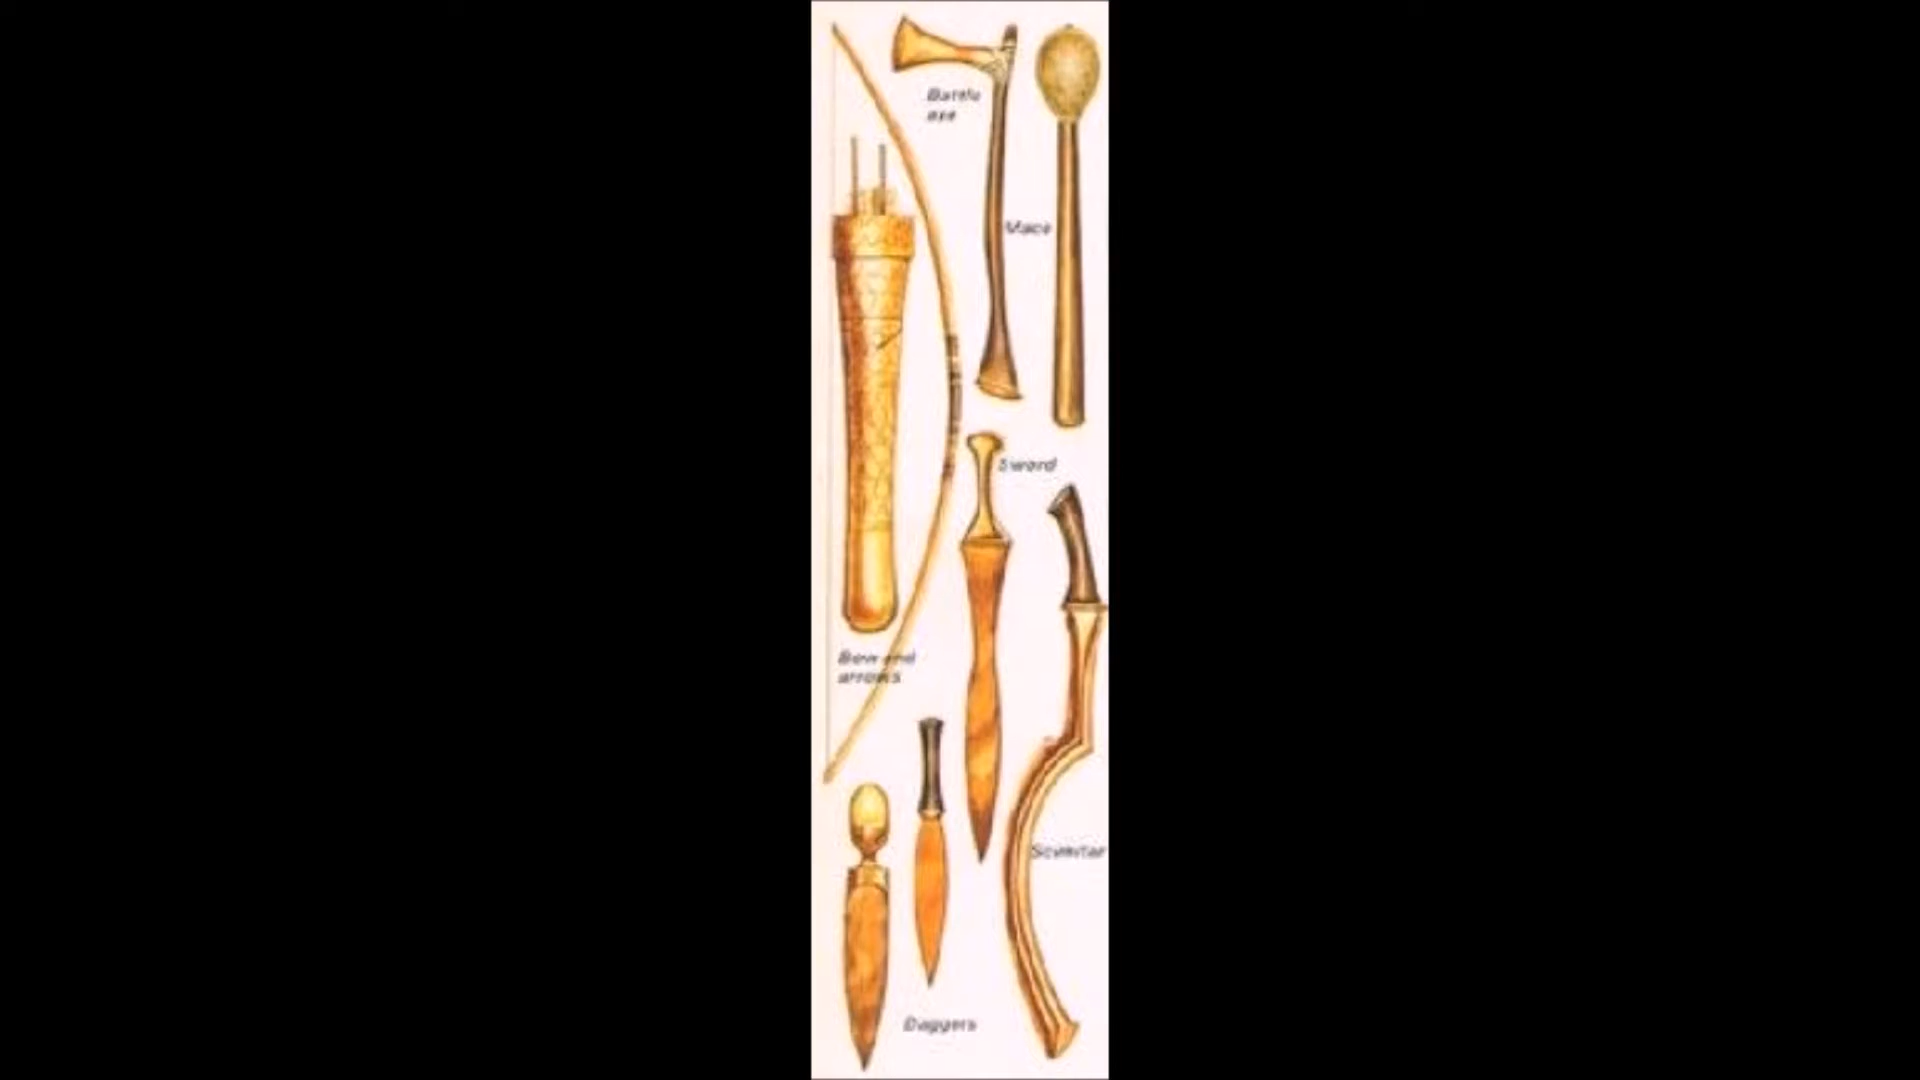 Battle
axe
Mace
Sword
Bow and
arrows
Scimitar
Daggers